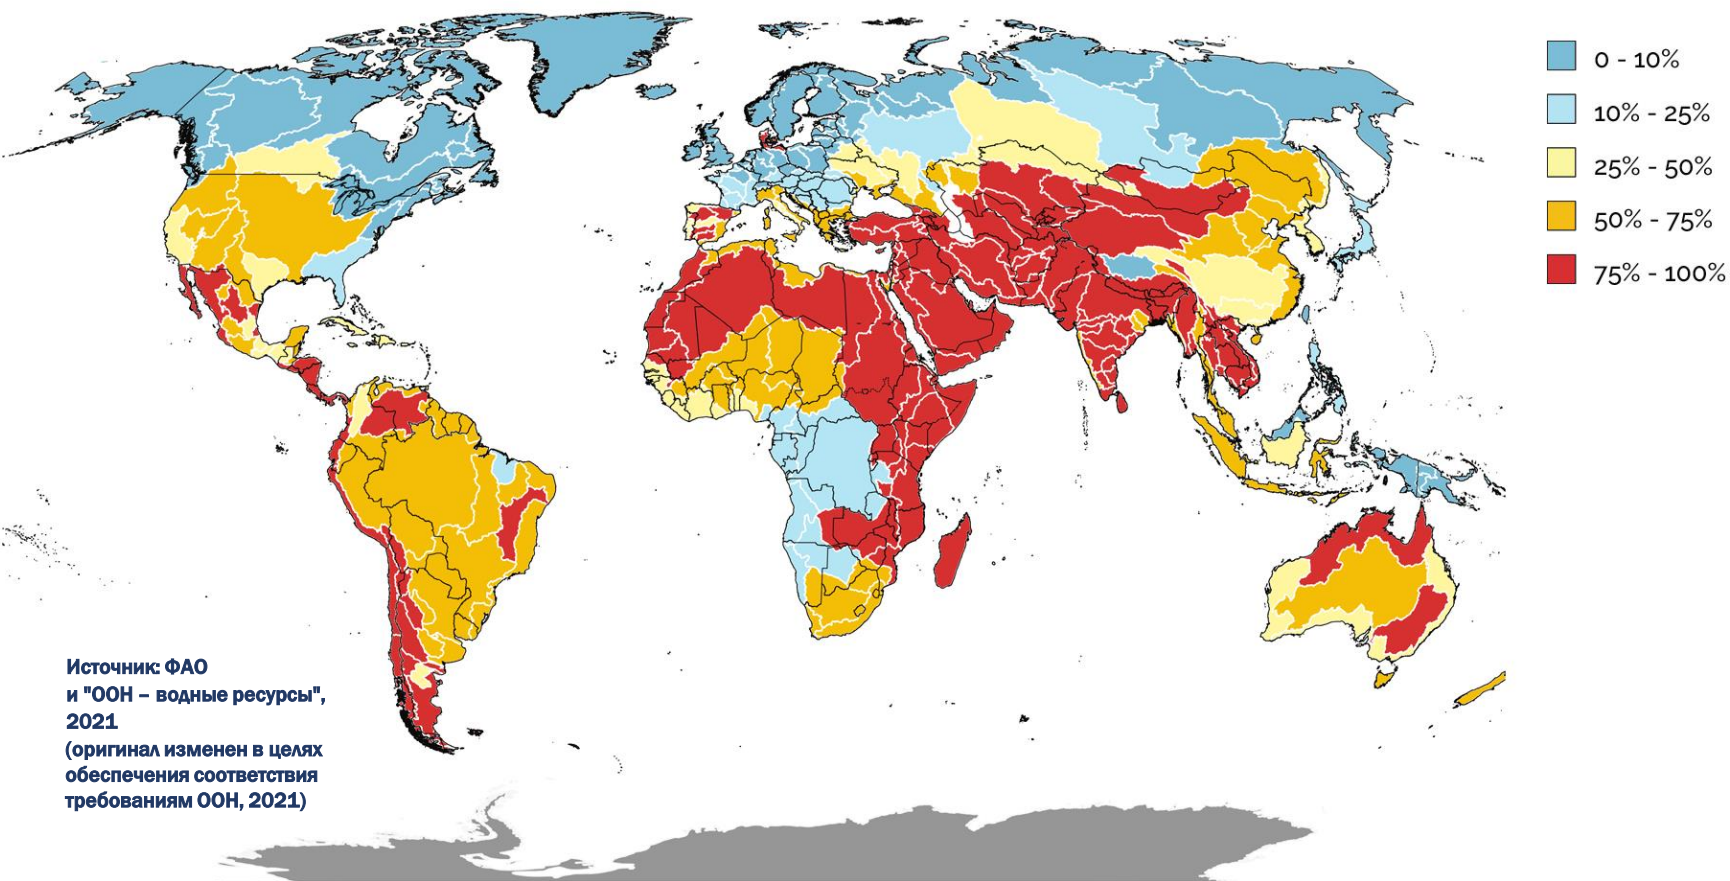 0 - 10%
10% - 25%
25% - 50%
50% - 75%
75% - 100%
Источник: ФАО
и "ООН – водные ресурсы",
2021
(оригинал изменен в целях
обеспечения соответствия
требованиям ООН, 2021)